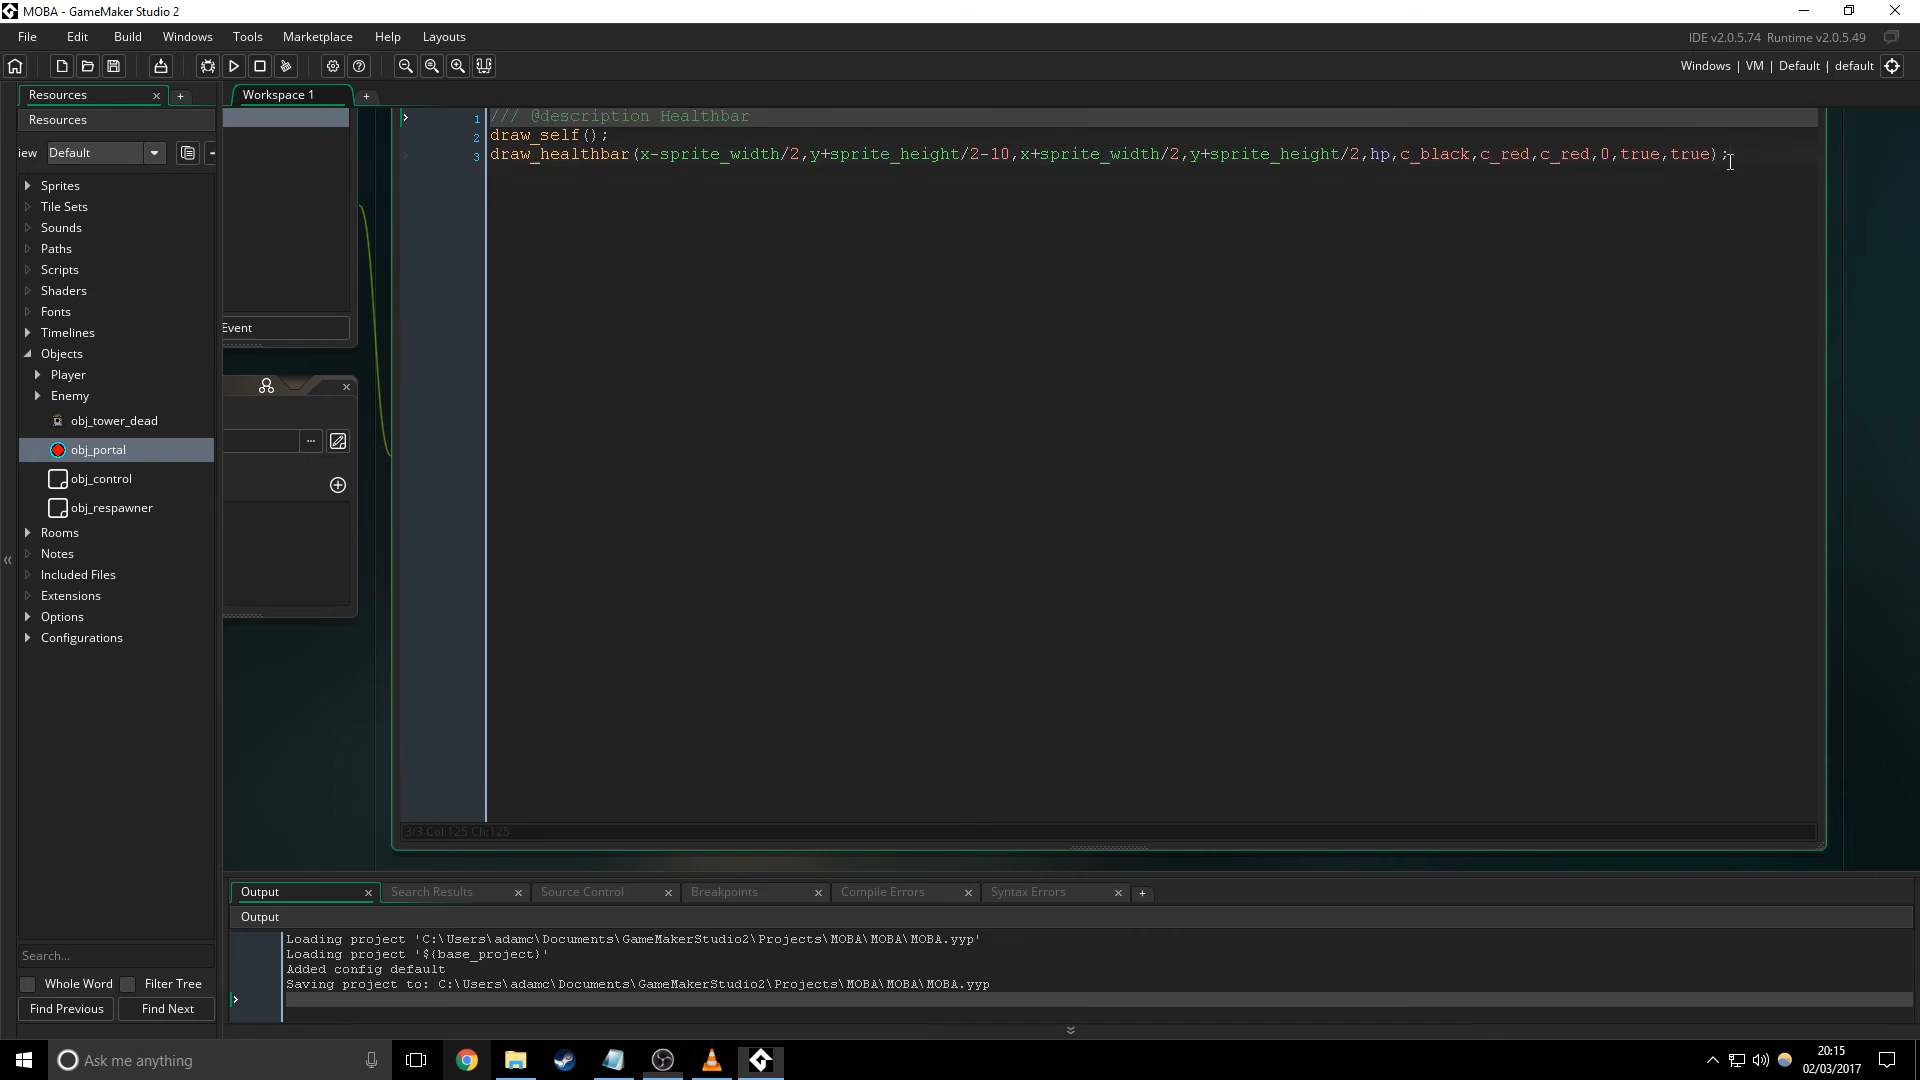 MOBA - GameMaker Studio 2
File Edit Build Windows Tools Marketplace Help Layouts
IDE v2.0.5.74 Runtime v2.0.5.49
Windows | VM | Default | default
Resources
Workspace 1
Resources
iew Default
Sprites
Tile Sets
Sounds
Paths
Scripts
Shaders
Fonts
Timelines
Objects
Player
Enemy
obj_tower_dead
obj_portal
obj_control
obj_respawner
Rooms
Notes
Included Files
Extensions
Options
Configurations
Search...
Whole Word Filter Tree
Find Previous Find Next
Event
1 /// @description Healthbar
2 draw_self();
3 draw_healthbar(x-sprite_width/2,y+sprite_height/2-10,x+sprite_width/2,y+sprite_height/2,hp,c_black,c_red,c_red,0,true,true);
3/3 Col:125 Ch:125
Output Search Results Source Control Breakpoints Compile Errors Syntax Errors
Output
Loading project 'C:\Users\adamc\Documents\GameMakerStudio2\Projects\MOBA\MOBA\MOBA.yyp'
Loading project '${base_project}'
Added config default
Saving project to: C:\Users\adamc\Documents\GameMakerStudio2\Projects\MOBA\MOBA\MOBA.yyp
Ask me anything
20:15
02/03/2017